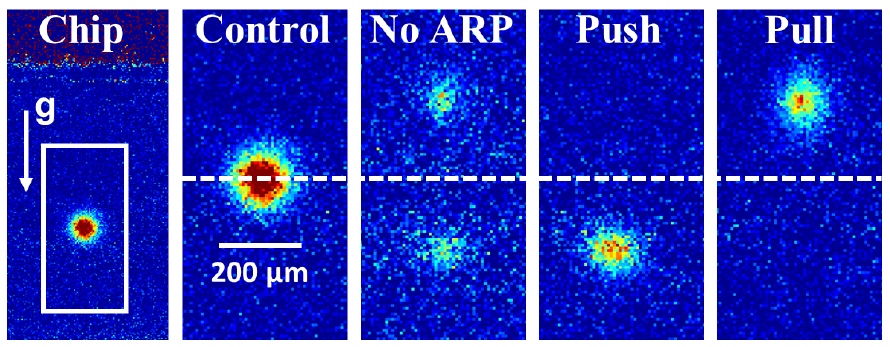 Chip
Control
No ARP
Push
Pull
g
200 μm